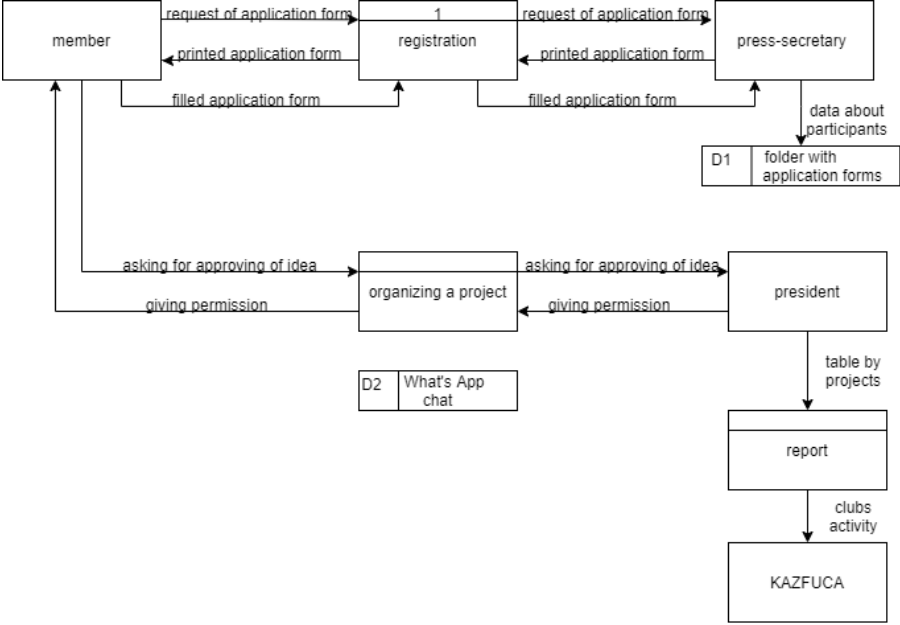 request of application form
1
request of application form
member
registration
press-secretary
printed application form
printed application form
filled application form
filled application form
data about
participants
D1
folder with
application forms
asking for approving of idea
asking for approving of idea
organizing a project
president
giving permission
giving permission
D2
What's App
chat
table by
projects
report
clubs
activity
KAZFUCA